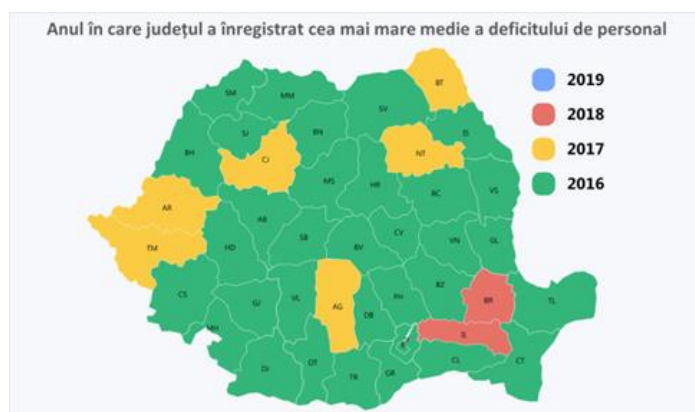 Anul în care județul a înregistrat cea mai mare medie a deficitului de personal
2019
2018
2017
2016
BT
SM
MM
SV
SJ
BN
IS
BH
CJ
NT
MS
HR
BC
VS
AR
AB
TM
HD
SB
BV
CV
VN
GL
CS
GJ
VL
AG
DB
PH
BZ
BR
TL
MH
IL
DJ
OT
TR
GR
CL
CT